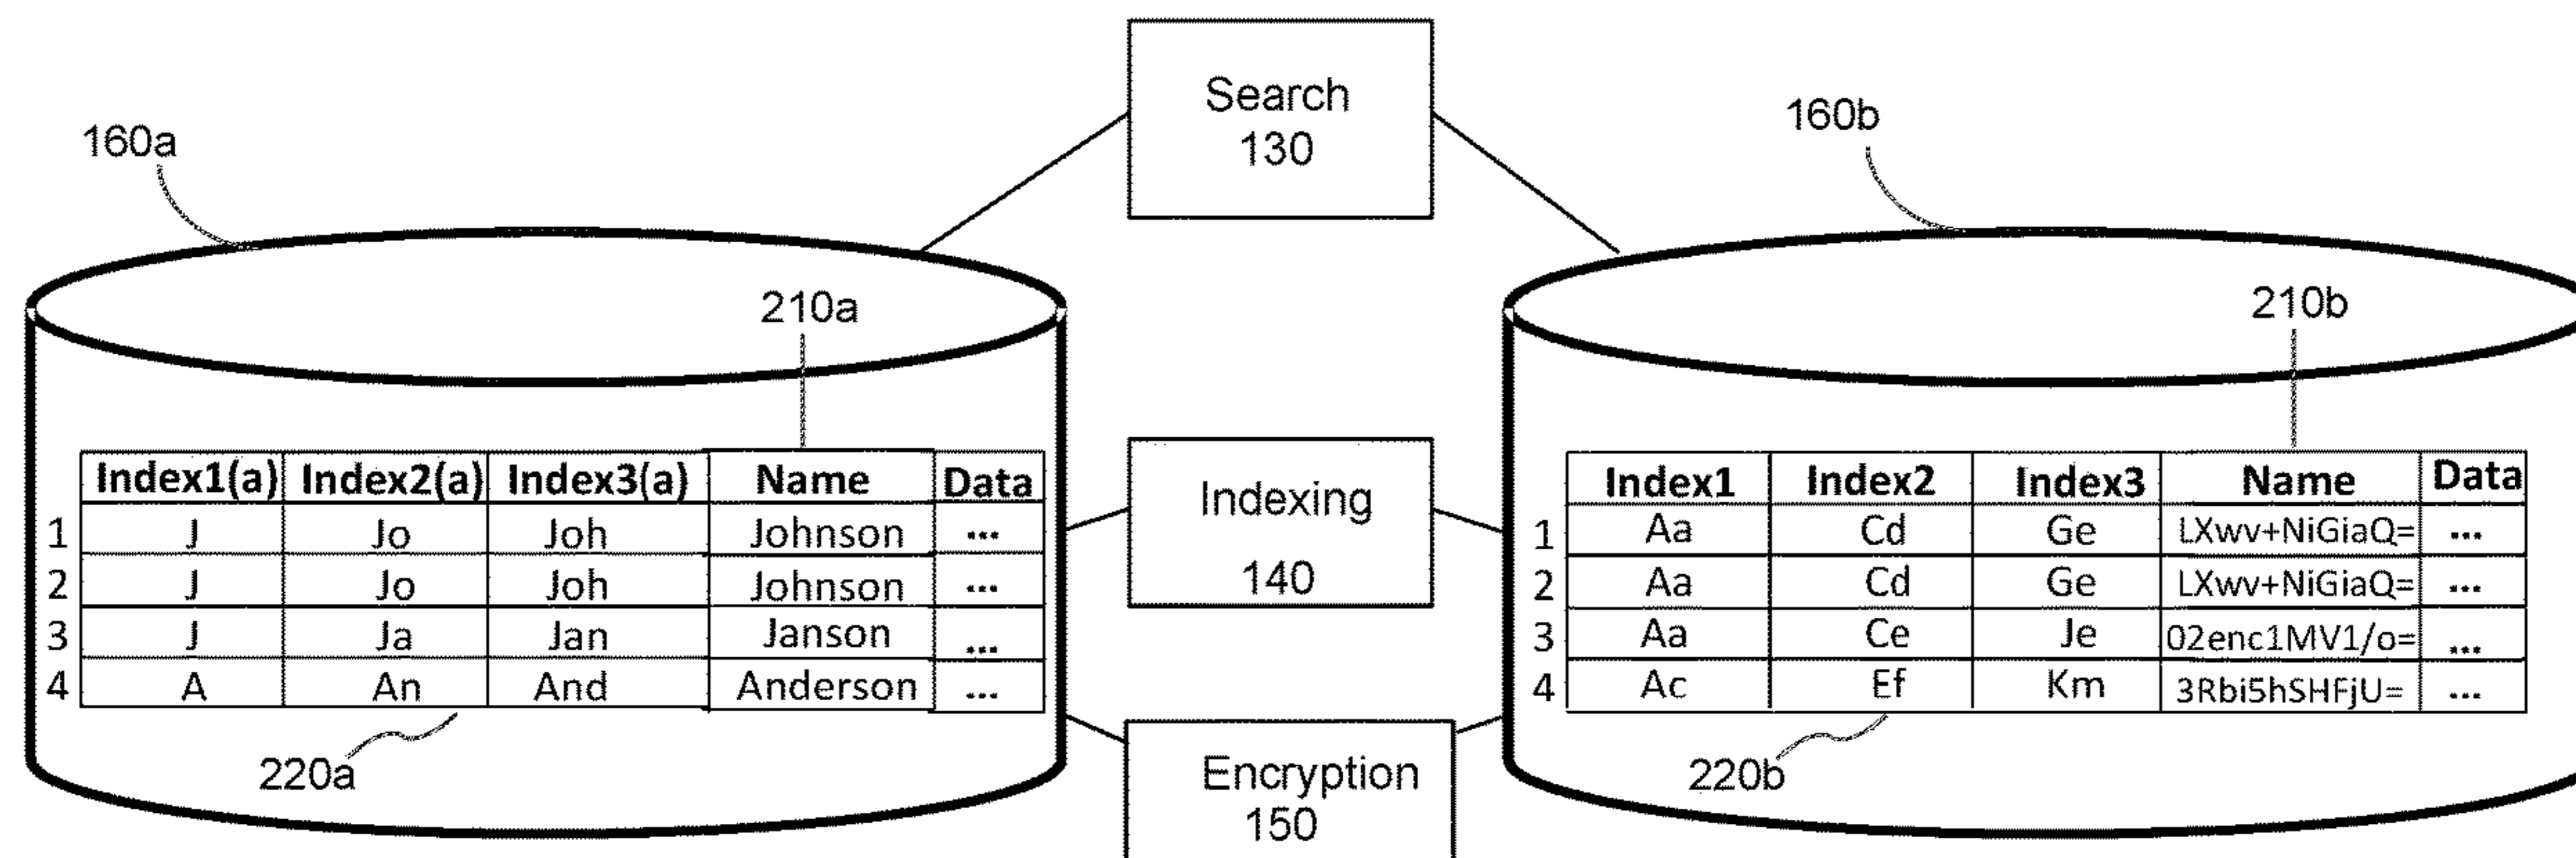 Search
130
160a
160b
210a
210b
Index1(a) Index2(a) Index3(a) Name Data
1 J Jo Joh Johnson ...
2 J Jo Joh Johnson ...
3 J Ja Jan Janson ...
4 A An And Anderson ...
220a
Indexing
140
Index1 Index2 Index3 Name Data
1 Aa Cd Ge LXwv+NiGiaQ= ...
2 Aa Cd Ge LXwv+NiGiaQ= ...
3 Aa Ce Je 02enc1MV1/o= ...
4 Ac Ef Km 3Rbi5hSHFjU= ...
220b
Encryption
150